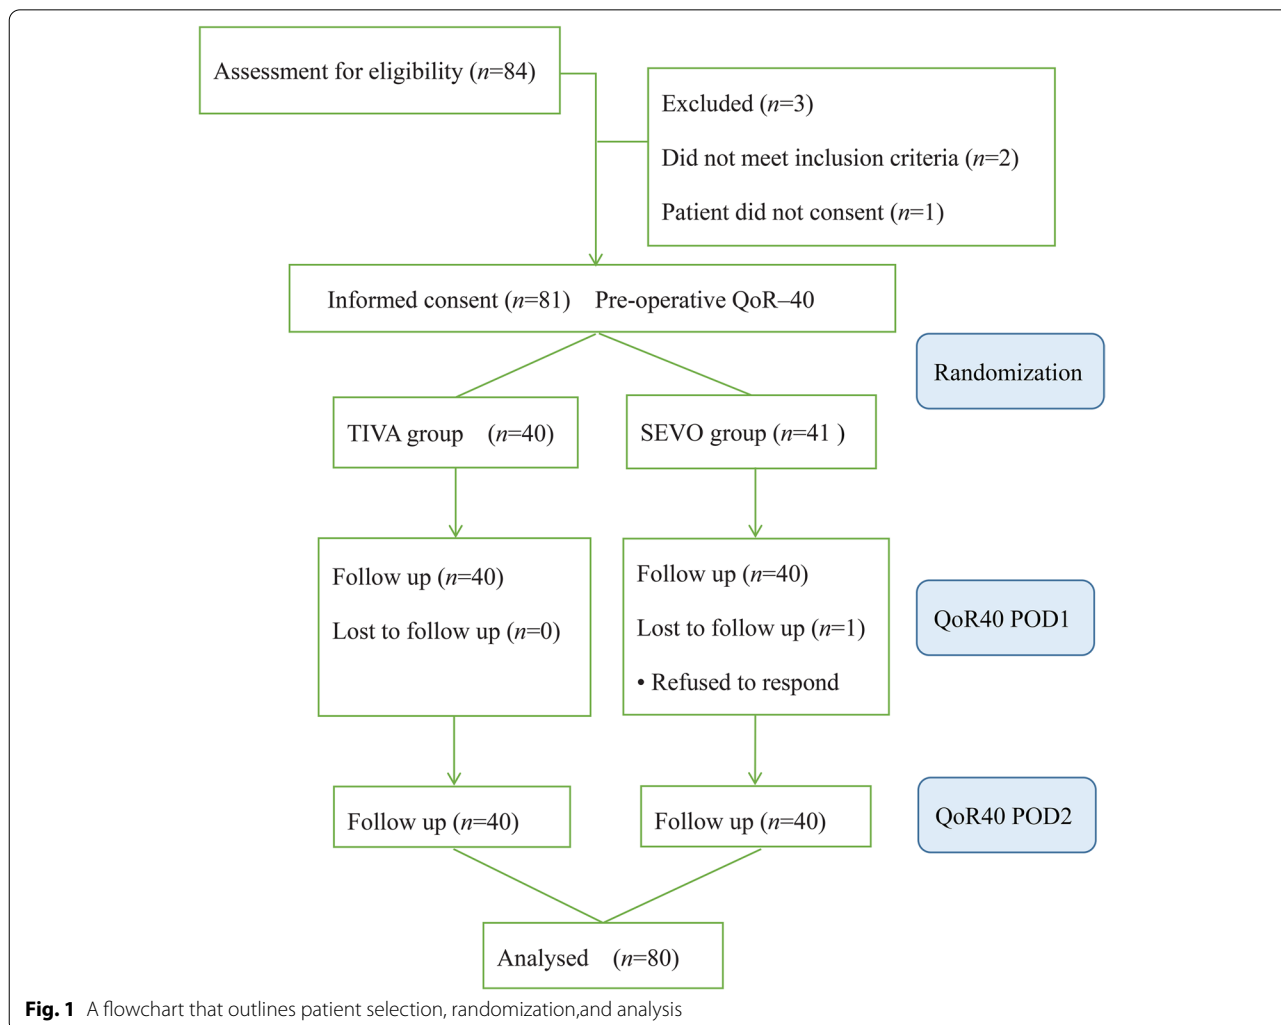 Assessment for eligibility (n=84)
Excluded (n=3)
Did not meet inclusion criteria (n=2)
Patient did not consent (n=1)
Informed consent (n=81) Pre-operative QoR–40
Randomization
TIVA group (n=40)
SEVO group (n=41 )
Follow up (n=40)
Lost to follow up (n=0)
Follow up (n=40)
Lost to follow up (n=1)
• Refused to respond
QoR40 POD1
Follow up (n=40)
Follow up (n=40)
QoR40 POD2
Analysed (n=80)
Fig. 1 A flowchart that outlines patient selection, randomization,and analysis